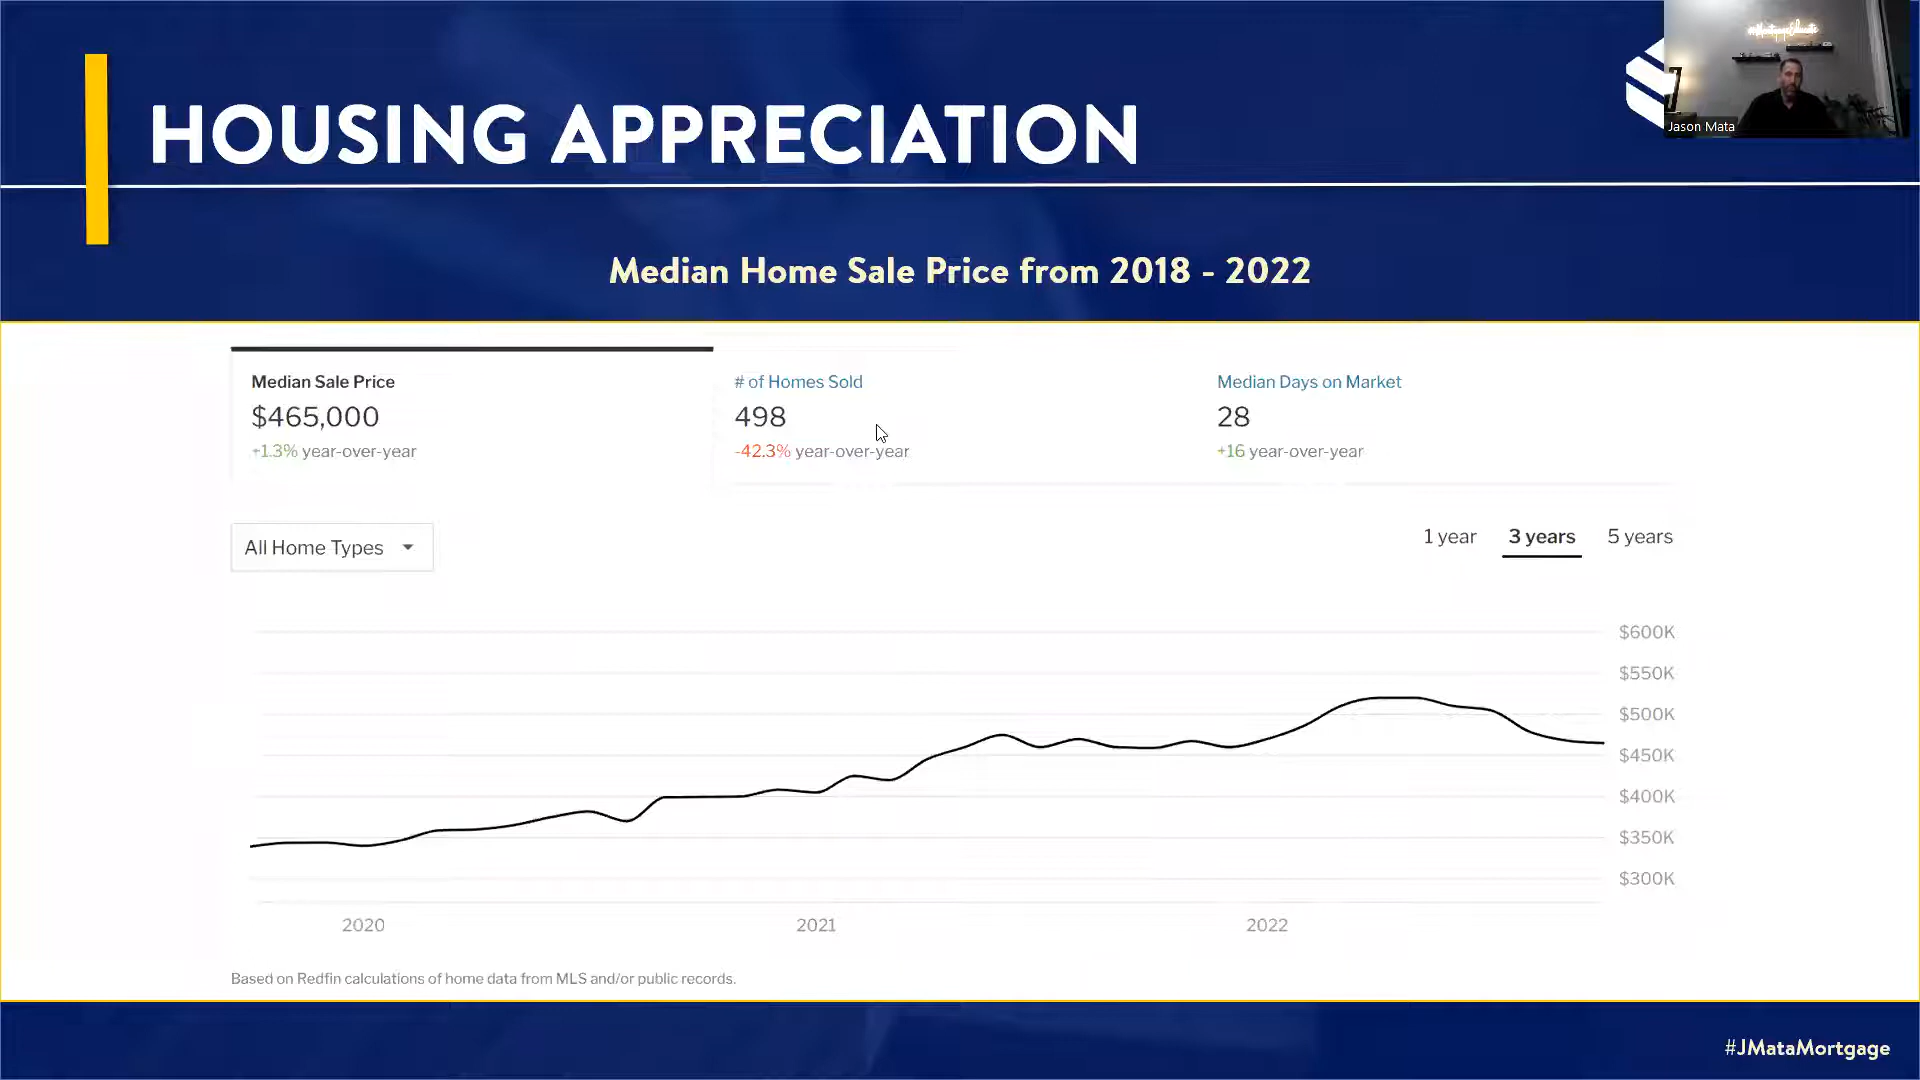 #MortgageEducate
Jason Mata
HOUSING APPRECIATION
Median Home Sale Price from 2018 - 2022
Median Sale Price
$465,000
+1.3% year-over-year
# of Homes Sold
498
-42.3% year-over-year
Median Days on Market
28
+16 year-over-year
All Home Types
1 year 3 years 5 years
$600K
$550K
$500K
$450K
$400K
$350K
$300K
2020 2021 2022
Based on Redfin calculations of home data from MLS and/or public records.
#JMataMortgage